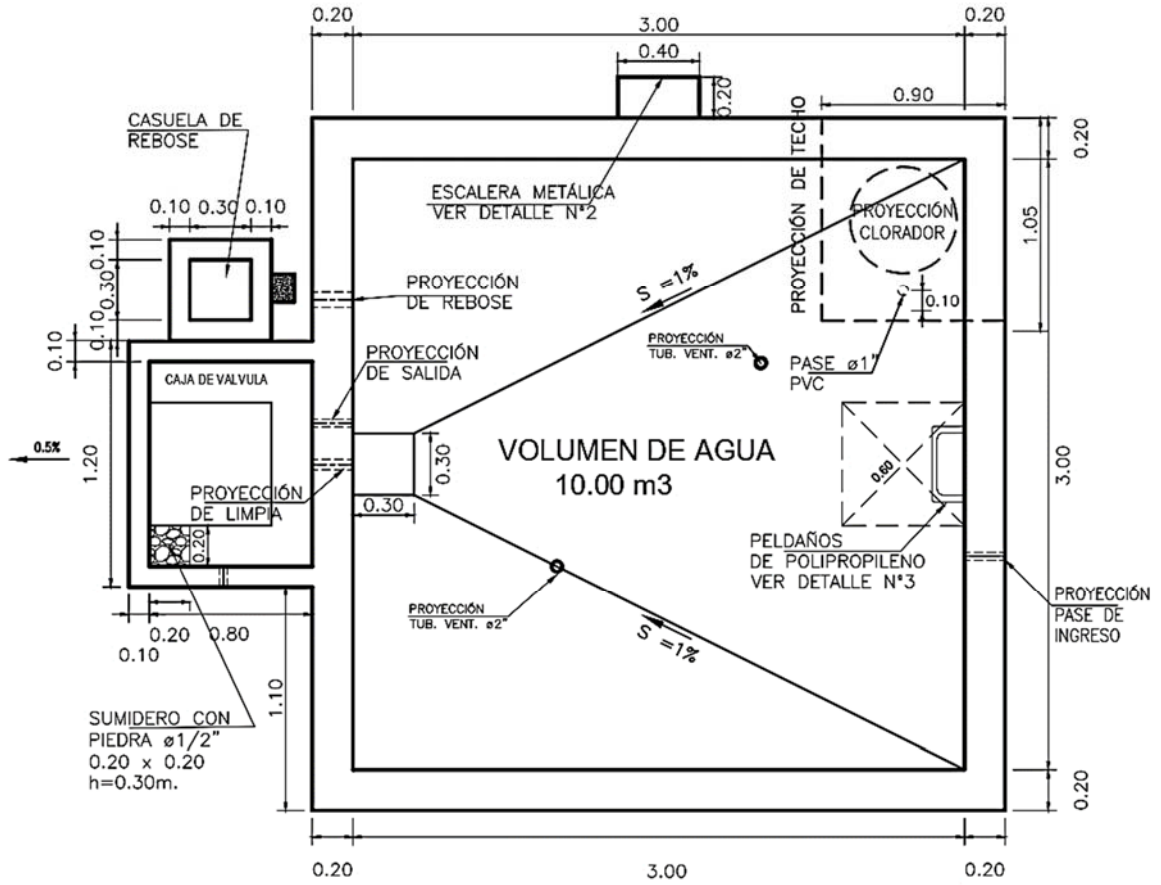 0.20
3.00
0.20
0.40
0.20
0.90
CASUELA DE
REBOSE
PROYECCIÓN DE TECHO
0.20
ESCALERA METÁLICA
VER DETALLE N°2
0.10
0.30
0.10
PROYECCIÓN
CLORADOR
1.05
0.10
0.30
0.10
PROYECCIÓN
DE REBOSE
S =1%
0.10
0.10
PROYECCIÓN
TUB. VENT. ø2"
PROYECCIÓN
DE SALIDA
PASE ø1"
PVC
CAJA DE VALVULA
0.5%
1.20
VOLUMEN DE AGUA
10.00 m3
0.30
0.60
3.00
PROYECCIÓN
DE LIMPIA
0.30
0.20
PELDAÑOS
DE POLIPROPILENO
VER DETALLE N°3
PROYECCIÓN
PASE DE
INGRESO
PROYECCIÓN
TUB. VENT. ø2"
S =1%
0.20
0.80
0.10
1.10
SUMIDERO CON
PIEDRA ø1/2"
0.20 x 0.20
h=0.30m.
0.20
0.20
3.00
0.20